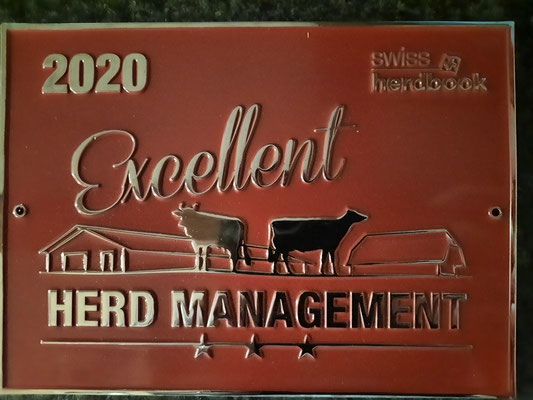 2020
swiss
herdbook
Excellent
HERD MANAGEMENT